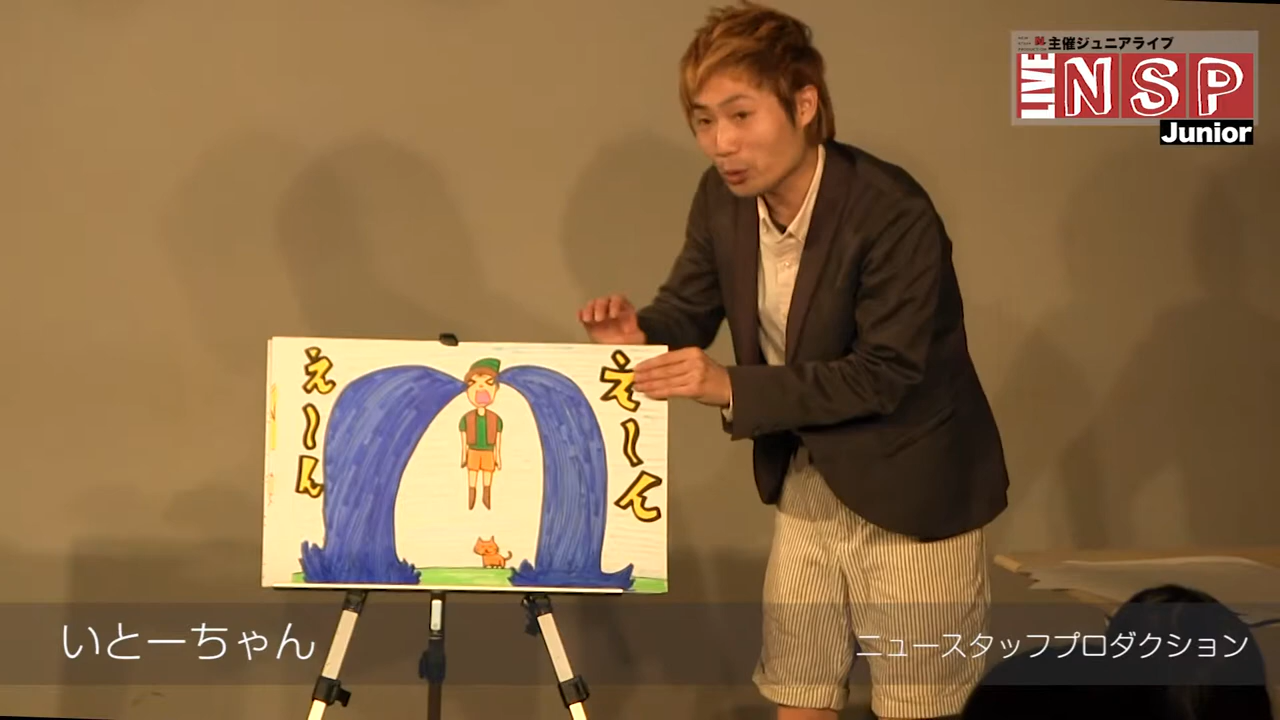 主催ジュニアライブ
LIVE NSP
Junior
えーん
えーん
いとーちゃん
ニュースタッフプロダクション